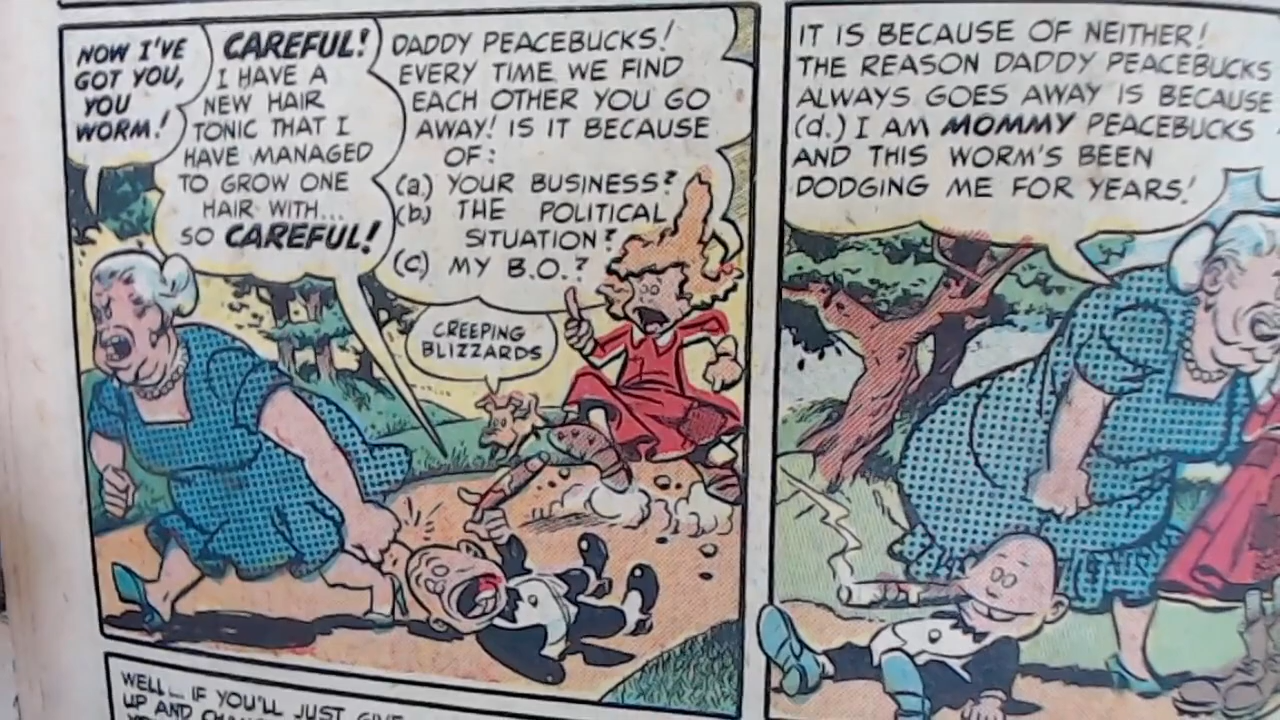 NOW I'VE
GOT YOU,
YOU
WORM!
CAREFUL!
I HAVE A
NEW HAIR
TONIC THAT I
HAVE MANAGED
TO GROW ONE
HAIR WITH...
SO CAREFUL!
DADDY PEACEBUCKS!
EVERY TIME WE FIND
EACH OTHER YOU GO
AWAY! IS IT BECAUSE
OF:
(a.) YOUR BUSINESS?
(b.) THE POLITICAL
SITUATION?
(c) MY B.O.?
CREEPING
BLIZZARDS
IT IS BECAUSE OF NEITHER!
THE REASON DADDY PEACEBUCKS
ALWAYS GOES AWAY IS BECAUSE
(d.) I AM MOMMY PEACEBUCKS
AND THIS WORM'S BEEN
DODGING ME FOR YEARS!
WELL... IF YOU'LL JUST GIVE
UP AND